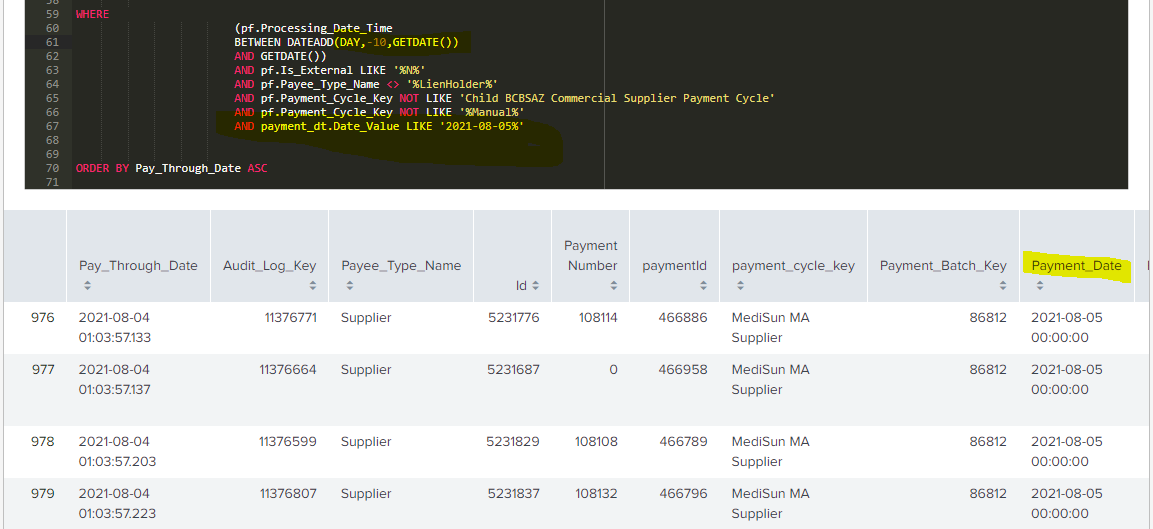 59 WHERE
60 (pf.Processing_Date_Time
61 BETWEEN DATEADD(DAY,-10,GETDATE())
62 AND GETDATE())
63 AND pf.Is_External LIKE '%N%'
64 AND pf.Payee_Type_Name <> '%LienHolder%'
65 AND pf.Payment_Cycle_Key NOT LIKE 'Child BCBSAZ Commercial Supplier Payment Cycle'
66 AND pf.Payment_Cycle_Key NOT LIKE '%Manual%'
67 AND payment_dt.Date_Value LIKE '2021-08-05%'
68
69
70 ORDER BY Pay_Through_Date ASC
71
Payment
Pay_Through_Date Audit_Log_Key Payee_Type_Name Number paymentId payment_cycle_key Payment_Batch_Key Payment_Date
Id
976 2021-08-04 11376771 Supplier 5231776 108114 466886 MediSun MA 86812 2021-08-05
01:03:57.133 Supplier 00:00:00
977 2021-08-04 11376664 Supplier 5231687 0 466958 MediSun MA 86812 2021-08-05
01:03:57.137 Supplier 00:00:00
978 2021-08-04 11376599 Supplier 5231829 108108 466789 MediSun MA 86812 2021-08-05
01:03:57.203 Supplier 00:00:00
979 2021-08-04 11376807 Supplier 5231837 108132 466796 MediSun MA 86812 2021-08-05
01:03:57.223 Supplier 00:00:00